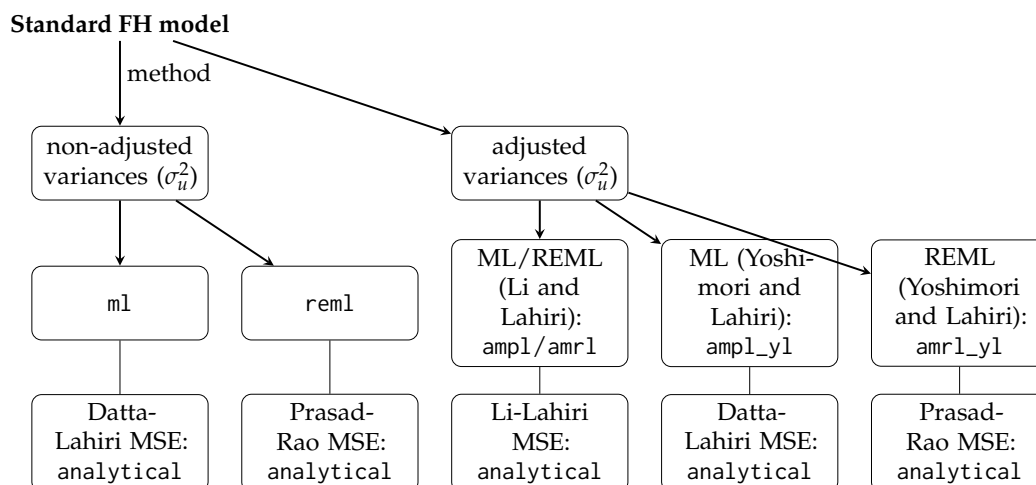 Standard FH model
method
non-adjusted
variances (σ²ᵤ)
adjusted
variances (σ²ᵤ)
ml
reml
ML/REML
(Li and
Lahiri):
ampl/amrl
ML (Yoshi-
mori and
Lahiri):
ampl_yl
REML
(Yoshimori
and Lahiri):
amrl_yl
Datta-
Lahiri MSE:
analytical
Prasad-
Rao MSE:
analytical
Li-Lahiri
MSE:
analytical
Datta-
Lahiri MSE:
analytical
Prasad-
Rao MSE:
analytical